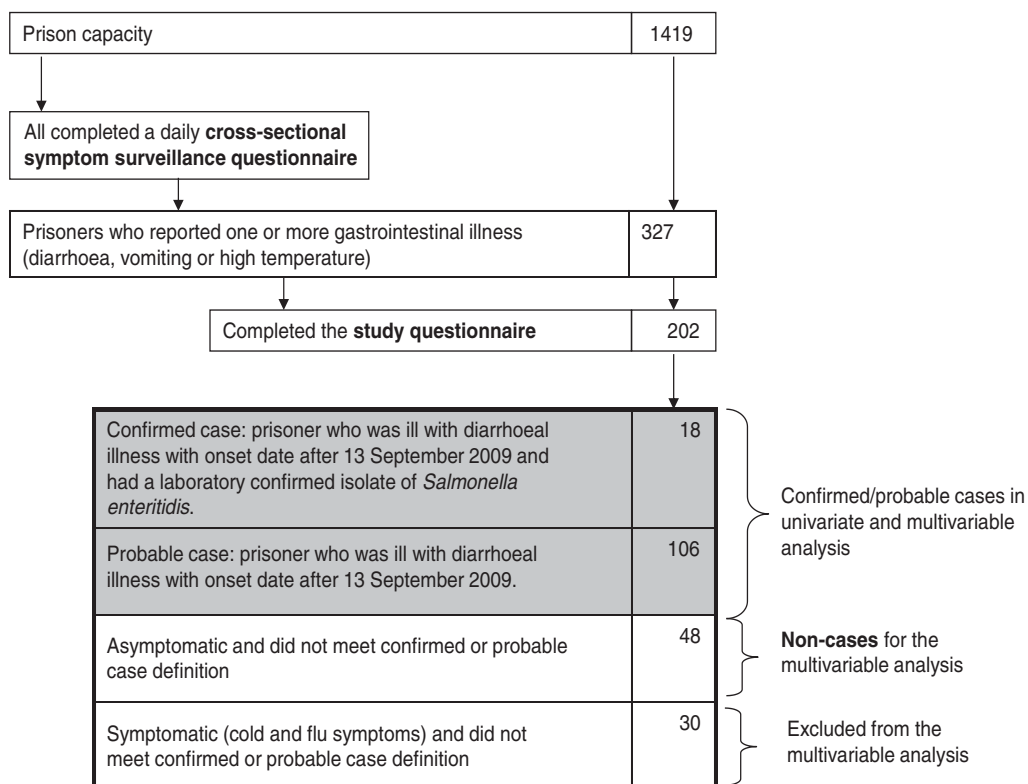 Prison capacity 1419
All completed a daily cross-sectional
symptom surveillance questionnaire
Prisoners who reported one or more gastrointestinal illness 327
(diarrhoea, vomiting or high temperature)
Completed the study questionnaire 202
Confirmed case: prisoner who was ill with diarrhoeal 18
illness with onset date after 13 September 2009 and
had a laboratory confirmed isolate of Salmonella
enteritidis.
Confirmed/probable cases in
univariate and multivariable
analysis
Probable case: prisoner who was ill with diarrhoeal 106
illness with onset date after 13 September 2009.
Asymptomatic and did not meet confirmed or probable 48
case definition
Non-cases for the
multivariable analysis
Symptomatic (cold and flu symptoms) and did not 30
meet confirmed or probable case definition
Excluded from the
multivariable analysis